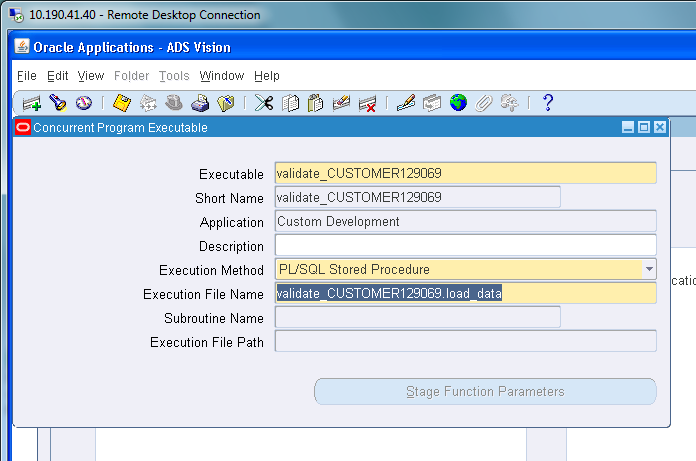 10.190.41.40 - Remote Desktop Connection
Oracle Applications - ADS Vision
File Edit View Folder Tools Window Help
?
Concurrent Program Executable
Executable validate_CUSTOMER129069
Short Name validate_CUSTOMER129069
Application Custom Development
Description
Execution Method PL/SQL Stored Procedure
Execution File Name validate_CUSTOMER129069.load_data
Subroutine Name
Execution File Path
Stage Function Parameters